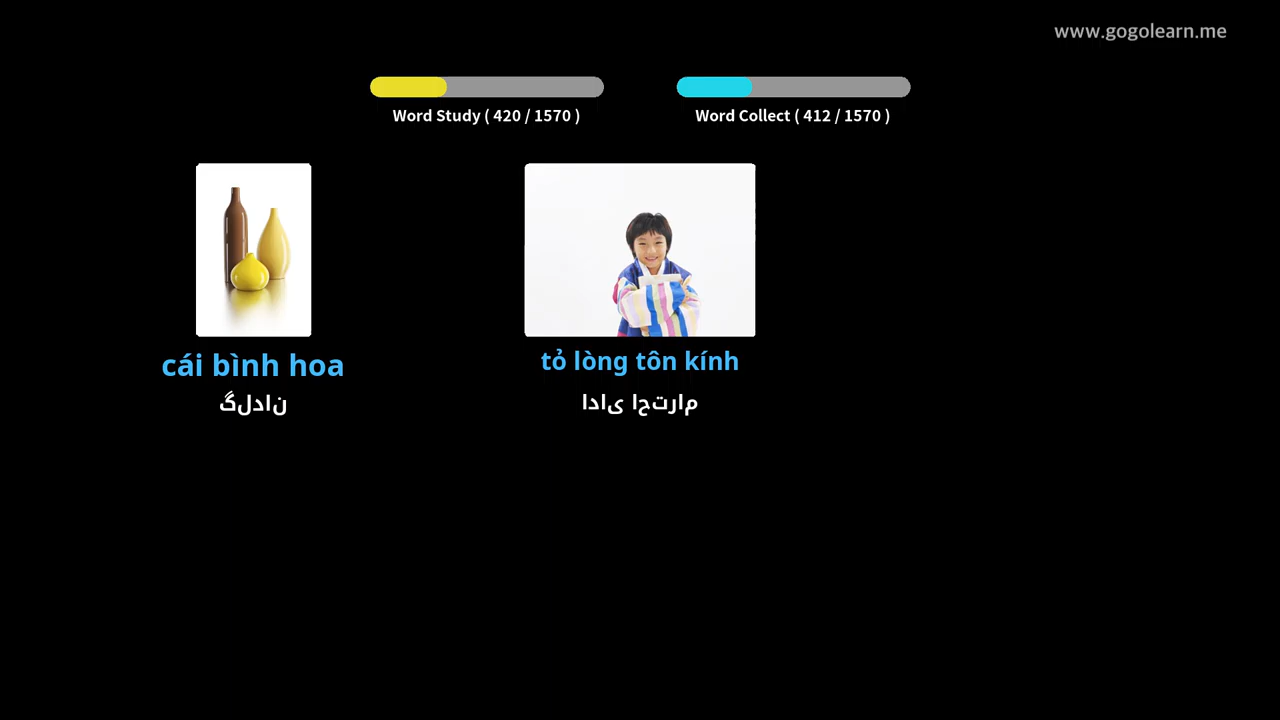 www.gogolearn.me
Word Study ( 420 / 1570 )
Word Collect ( 412 / 1570 )
cái bình hoa
گلدان
tỏ lòng tôn kính
ادای احترام